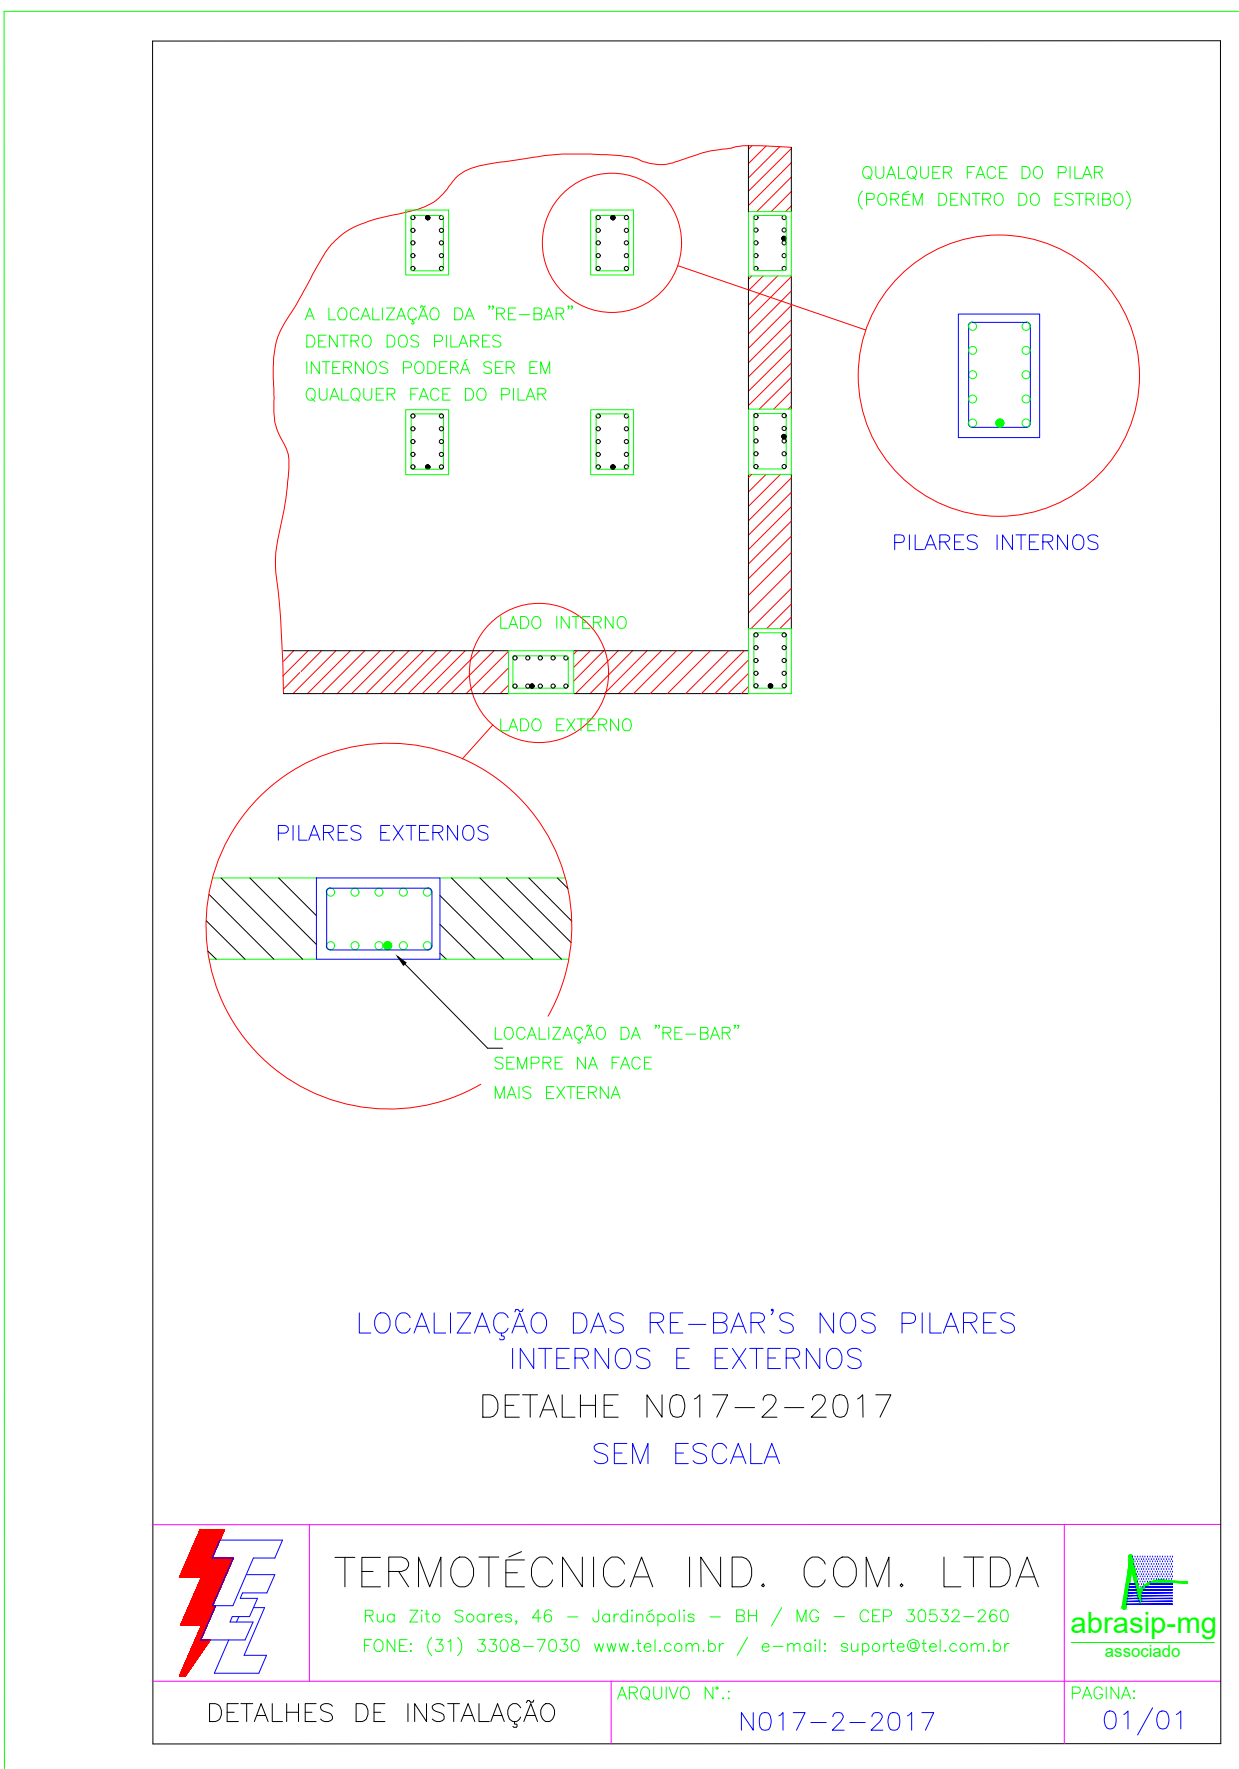 QUALQUER FACE DO PILAR
(PORÉM DENTRO DO ESTRIBO)
A LOCALIZAÇÃO DA "RE-BAR"
DENTRO DOS PILARES
INTERNOS PODERÁ SER EM
QUALQUER FACE DO PILAR
PILARES INTERNOS
LADO INTERNO
LADO EXTERNO
PILARES EXTERNOS
LOCALIZAÇÃO DA "RE-BAR"
SEMPRE NA FACE
MAIS EXTERNA
LOCALIZAÇÃO DAS RE-BAR'S NOS PILARES
INTERNOS E EXTERNOS
DETALHE N017-2-2017
SEM ESCALA
TEL
TERMOTÉCNICA IND. COM. LTDA
Rua Zito Soares, 46 - Jardinópolis - BH / MG - CEP 30532-260
FONE: (31) 3308-7030 www.tel.com.br / e-mail: suporte@tel.com.br
abrasip-mg
associado
DETALHES DE INSTALAÇÃO
ARQUIVO N°.:
N017-2-2017
PAGINA:
01/01